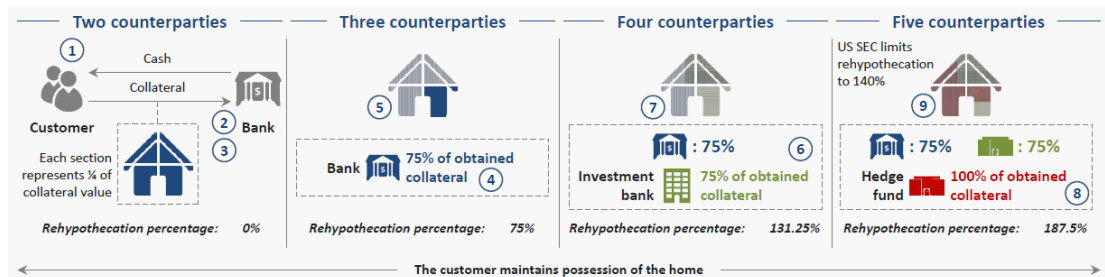 Two counterparties
1
Cash
Collateral
Customer
2
Bank
3
Each section
represents ¼ of
collateral value
Rehypothecation percentage: 0%
Three counterparties
5
Bank
75% of obtained
collateral
4
Rehypothecation percentage: 75%
Four counterparties
7
: 75%
6
Investment
bank
75% of obtained
collateral
Rehypothecation percentage: 131.25%
Five counterparties
US SEC limits
rehypothecation
to 140%
9
: 75%
: 75%
Hedge
fund
100% of obtained
collateral
8
Rehypothecation percentage: 187.5%
The customer maintains possession of the home